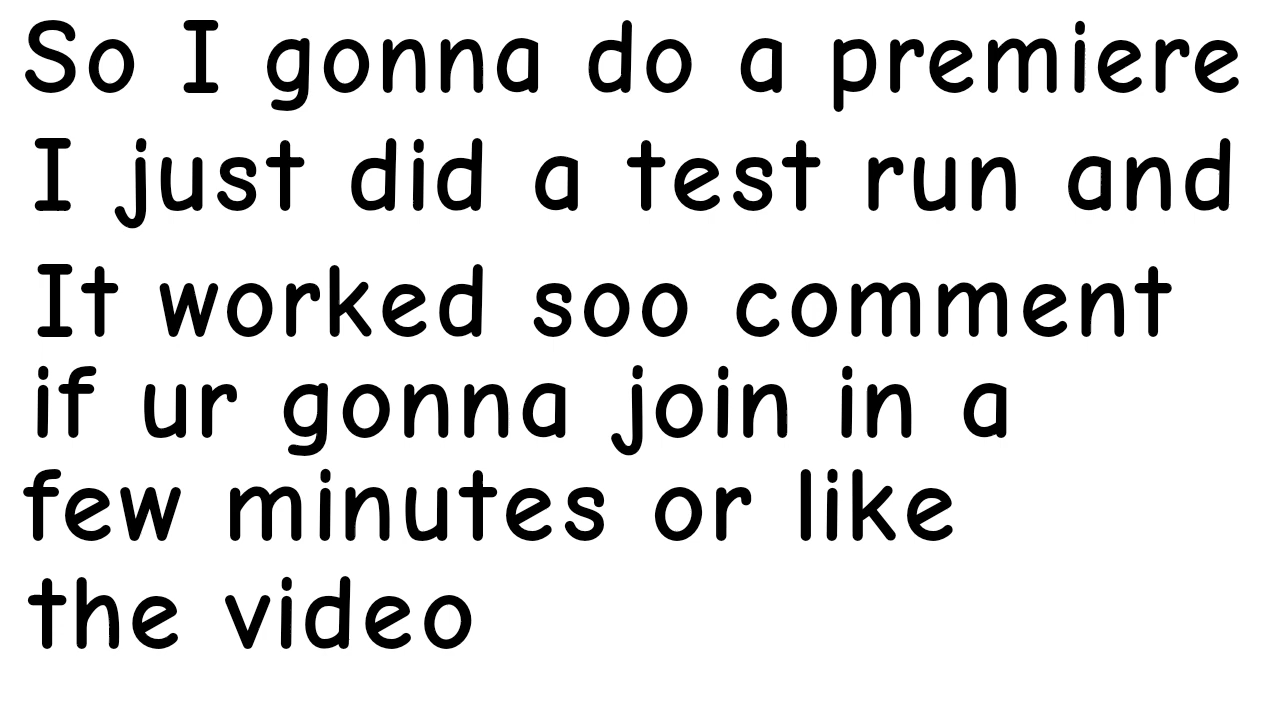 So I gonna do a premiere
I just did a test run and
It worked soo comment
if ur gonna join in a
few minutes or like
the video